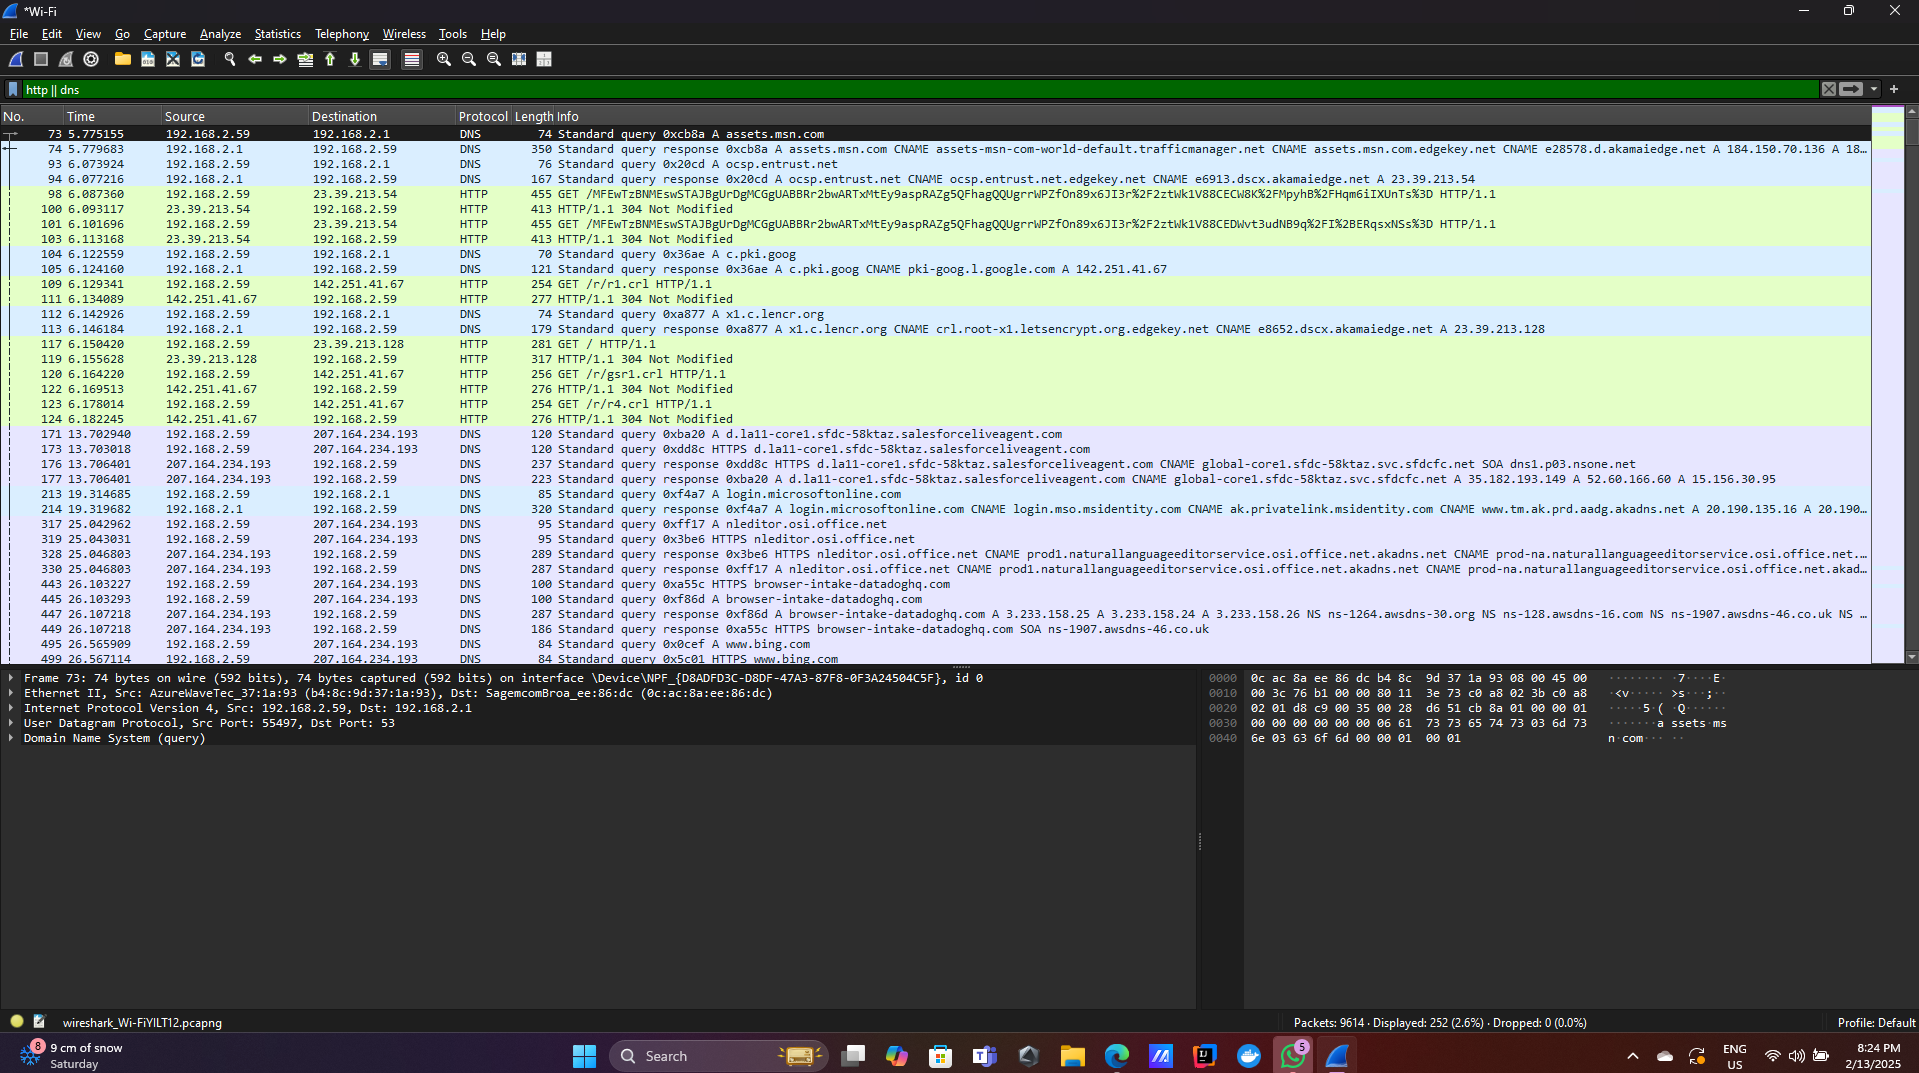 *Wi-Fi
File Edit View Go Capture Analyze Statistics Telephony Wireless Tools Help
http || dns
No. Time Source Destination Protocol Length Info
73 5.775155 192.168.2.59 192.168.2.1 DNS 74 Standard query 0xcb8a A assets.msn.com
74 5.779683 192.168.2.1 192.168.2.59 DNS 350 Standard query response 0xcb8a A assets.msn.com CNAME assets-msn-com-world-default.trafficmanager.net CNAME assets.msn.com.edgekey.net CNAME e28578.d.akamaiedge.net A 184.150.70.136 A 18…
93 6.073924 192.168.2.59 192.168.2.1 DNS 76 Standard query 0x20cd A ocsp.entrust.net
94 6.077216 192.168.2.1 192.168.2.59 DNS 167 Standard query response 0x20cd A ocsp.entrust.net CNAME ocsp.entrust.net.edgekey.net CNAME e6913.dscx.akamaiedge.net A 23.39.213.54
98 6.087360 192.168.2.59 23.39.213.54 HTTP 455 GET /MFEwTzBNMEswSTAJBgUrDgMCGgUABBRr2bwARTxMtEy9aspRAZg5QFhagQQUgrrWPZfOn89x6JI3r%2F2ztWk1V88CECW8K%2FMpyhB%2FHqm6iIXUnTs%3D HTTP/1.1
100 6.093117 23.39.213.54 192.168.2.59 HTTP 413 HTTP/1.1 304 Not Modified
101 6.101696 192.168.2.59 23.39.213.54 HTTP 455 GET /MFEwTzBNMEswSTAJBgUrDgMCGgUABBRr2bwARTxMtEy9aspRAZg5QFhagQQUgrrWPZfOn89x6JI3r%2F2ztWk1V88CEDWvt3udNB9q%2FI%2BERqsxNSs%3D HTTP/1.1
103 6.113168 23.39.213.54 192.168.2.59 HTTP 413 HTTP/1.1 304 Not Modified
104 6.122559 192.168.2.59 192.168.2.1 DNS 70 Standard query 0x36ae A c.pki.goog
105 6.124160 192.168.2.1 192.168.2.59 DNS 121 Standard query response 0x36ae A c.pki.goog CNAME pki-goog.l.google.com A 142.251.41.67
109 6.129341 192.168.2.59 142.251.41.67 HTTP 254 GET /r/r1.crl HTTP/1.1
111 6.134089 142.251.41.67 192.168.2.59 HTTP 277 HTTP/1.1 304 Not Modified
112 6.142926 192.168.2.59 192.168.2.1 DNS 74 Standard query 0xa877 A x1.c.lencr.org
113 6.146184 192.168.2.1 192.168.2.59 DNS 179 Standard query response 0xa877 A x1.c.lencr.org CNAME crl.root-x1.letsencrypt.org.edgekey.net CNAME e8652.dscx.akamaiedge.net A 23.39.213.128
117 6.150420 192.168.2.59 23.39.213.128 HTTP 281 GET / HTTP/1.1
119 6.155628 23.39.213.128 192.168.2.59 HTTP 317 HTTP/1.1 304 Not Modified
120 6.164220 192.168.2.59 142.251.41.67 HTTP 256 GET /r/gsr1.crl HTTP/1.1
122 6.169513 142.251.41.67 192.168.2.59 HTTP 276 HTTP/1.1 304 Not Modified
123 6.178014 192.168.2.59 142.251.41.67 HTTP 254 GET /r/r4.crl HTTP/1.1
124 6.182245 142.251.41.67 192.168.2.59 HTTP 276 HTTP/1.1 304 Not Modified
171 13.702940 192.168.2.59 207.164.234.193 DNS 120 Standard query 0xba20 A d.la11-core1.sfdc-58ktaz.salesforceliveagent.com
173 13.703018 192.168.2.59 207.164.234.193 DNS 120 Standard query 0xdd8c HTTPS d.la11-core1.sfdc-58ktaz.salesforceliveagent.com
176 13.706401 207.164.234.193 192.168.2.59 DNS 237 Standard query response 0xdd8c HTTPS d.la11-core1.sfdc-58ktaz.salesforceliveagent.com CNAME global-core1.sfdc-58ktaz.svc.sfdcfc.net SOA dns1.p03.nsone.net
177 13.706401 207.164.234.193 192.168.2.59 DNS 223 Standard query response 0xba20 A d.la11-core1.sfdc-58ktaz.salesforceliveagent.com CNAME global-core1.sfdc-58ktaz.svc.sfdcfc.net A 35.182.193.149 A 52.60.166.60 A 15.156.30.95
213 19.314685 192.168.2.59 192.168.2.1 DNS 85 Standard query 0xf4a7 A login.microsoftonline.com
214 19.319682 192.168.2.1 192.168.2.59 DNS 320 Standard query response 0xf4a7 A login.microsoftonline.com CNAME login.mso.msidentity.com CNAME ak.privatelink.msidentity.com CNAME www.tm.ak.prd.aadg.akadns.net A 20.190.135.16 A 20.190…
317 25.042962 192.168.2.59 207.164.234.193 DNS 95 Standard query 0xff17 A nleditor.osi.office.net
319 25.043031 192.168.2.59 207.164.234.193 DNS 95 Standard query 0x3be6 HTTPS nleditor.osi.office.net
328 25.046803 207.164.234.193 192.168.2.59 DNS 289 Standard query response 0x3be6 HTTPS nleditor.osi.office.net CNAME prod1.naturallanguageeditorservice.osi.office.net.akadns.net CNAME prod-na.naturallanguageeditorservice.osi.office.net.…
330 25.046803 207.164.234.193 192.168.2.59 DNS 287 Standard query response 0xff17 A nleditor.osi.office.net CNAME prod1.naturallanguageeditorservice.osi.office.net.akadns.net CNAME prod-na.naturallanguageeditorservice.osi.office.net.akad…
443 26.103227 192.168.2.59 207.164.234.193 DNS 100 Standard query 0xa55c HTTPS browser-intake-datadoghq.com
445 26.103293 192.168.2.59 207.164.234.193 DNS 100 Standard query 0xf86d A browser-intake-datadoghq.com
447 26.107218 207.164.234.193 192.168.2.59 DNS 287 Standard query response 0xf86d A browser-intake-datadoghq.com A 3.233.158.25 A 3.233.158.24 A 3.233.158.26 NS ns-1264.awsdns-30.org NS ns-128.awsdns-16.com NS ns-1907.awsdns-46.co.uk NS …
449 26.107218 207.164.234.193 192.168.2.59 DNS 186 Standard query response 0xa55c HTTPS browser-intake-datadoghq.com SOA ns-1907.awsdns-46.co.uk
495 26.565909 192.168.2.59 207.164.234.193 DNS 84 Standard query 0x0cef A www.bing.com
499 26.567114 192.168.2.59 207.164.234.193 DNS 84 Standard query 0x5c01 HTTPS www.bing.com
Frame 73: 74 bytes on wire (592 bits), 74 bytes captured (592 bits) on interface \Device\NPF_{D8ADFD3C-D8DF-47A3-87F8-0F3A24504C5F}, id 0
Ethernet II, Src: AzureWaveTec_37:1a:93 (b4:8c:9d:37:1a:93), Dst: SagemcomBroa_ee:86:dc (0c:ac:8a:ee:86:dc)
Internet Protocol Version 4, Src: 192.168.2.59, Dst: 192.168.2.1
User Datagram Protocol, Src Port: 55497, Dst Port: 53
Domain Name System (query)
0000 0c ac 8a ee 86 dc b4 8c 9d 37 1a 93 08 00 45 00 ········ ·7····E·
0010 00 3c 76 b1 00 00 80 11 3e 73 c0 a8 02 3b c0 a8 ·<v····· >s···;··
0020 02 01 d8 c9 00 35 00 28 d6 51 cb 8a 01 00 00 01 ·····5·( ·Q······
0030 00 00 00 00 00 00 06 61 73 73 65 74 73 03 6d 73 ·······a ssets·ms
0040 6e 03 63 6f 6d 00 00 01 00 01 n·com··· ··
wireshark_Wi-FiYILT12.pcapng
Packets: 9614 · Displayed: 252 (2.6%) · Dropped: 0 (0.0%)
Profile: Default
8
9 cm of snow
Saturday
Search
5
ENG
US
8:24 PM
2/13/2025